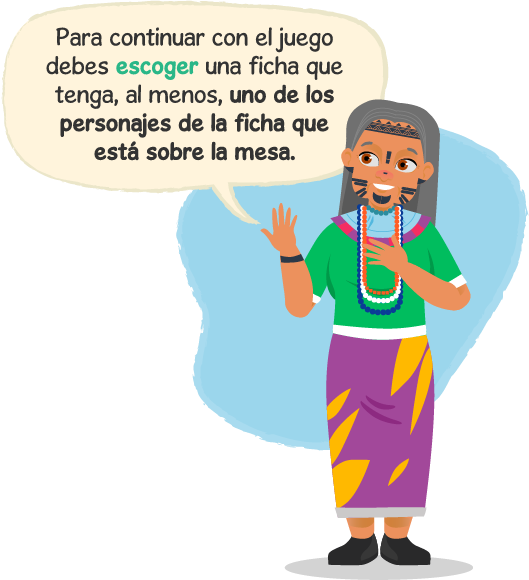 Para continuar con el juego
debes escoger una ficha que
tenga, al menos, uno de los
personajes de la ficha que
está sobre la mesa.